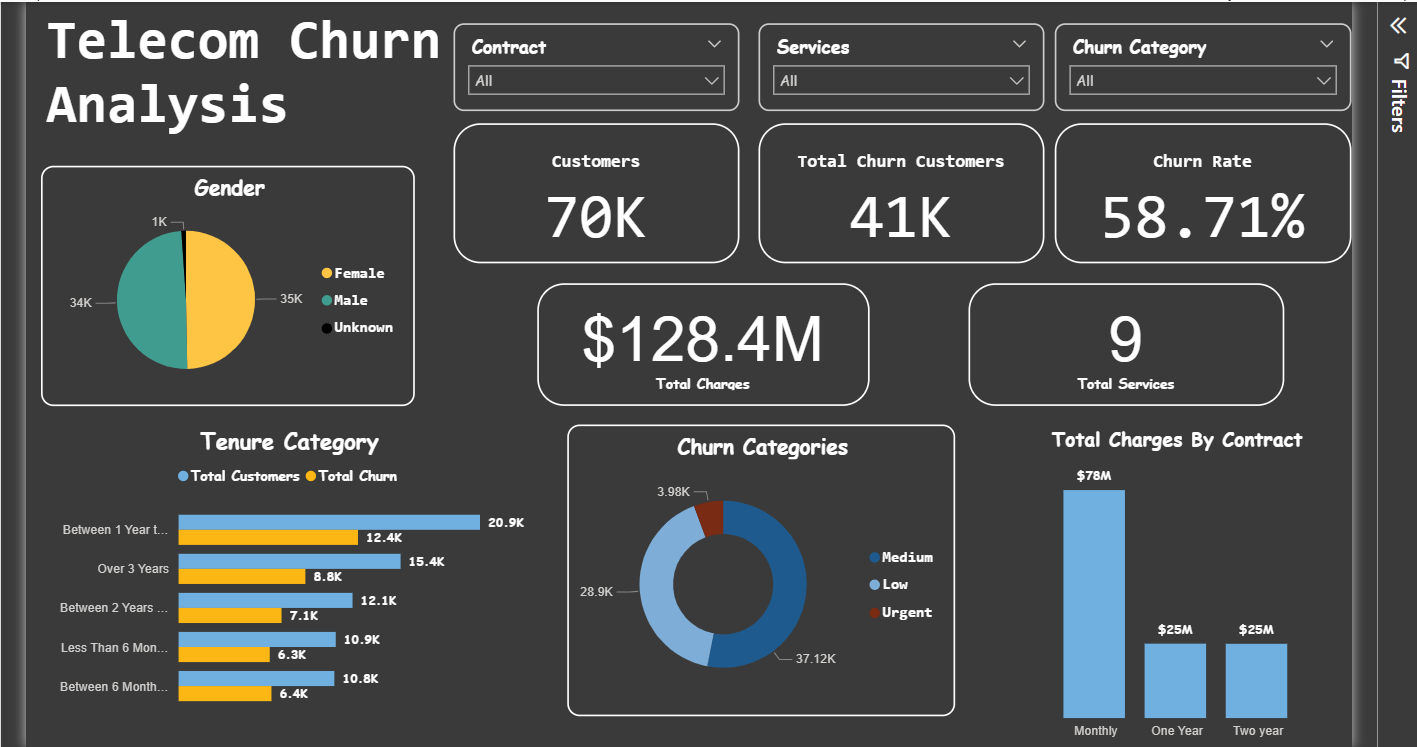 Telecom Churn
Analysis
Contract
All
Services
All
Churn Category
All
Filters
Customers
70K
Total Churn Customers
41K
Churn Rate
58.71%
Gender
1K
34K
35K
Female
Male
Unknown
$128.4M
Total Charges
9
Total Services
Tenure Category
Total Customers Total Churn
Between 1 Year t... 20.9K
12.4K
Over 3 Years 15.4K
8.8K
Between 2 Years ... 12.1K
7.1K
Less Than 6 Mon... 10.9K
6.3K
Between 6 Month... 10.8K
6.4K
Churn Categories
3.98K
28.9K
37.12K
Medium
Low
Urgent
Total Charges By Contract
$78M
$25M $25M
Monthly One Year Two year